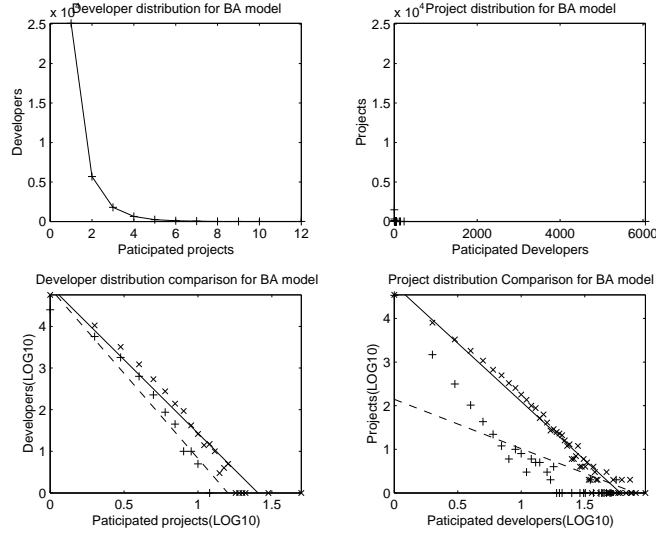 x 10^4 Developer distribution for BA model
2.5
2
1.5
1
0.5
0
Developers
0 2 4 6 8 10 12
Paticipated projects
x 10^4 Project distribution for BA model
2.5
2
1.5
1
0.5
0
Projects
0 2000 4000 6000
Paticipated Developers
Developer distribution comparison for BA model
4
3
2
1
0
Developers(LOG10)
0 0.5 1 1.5
Paticipated projects(LOG10)
Project distribution Comparison for BA model
4
3
2
1
0
Projects(LOG10)
0 0.5 1 1.5
Paticipated developers(LOG10)